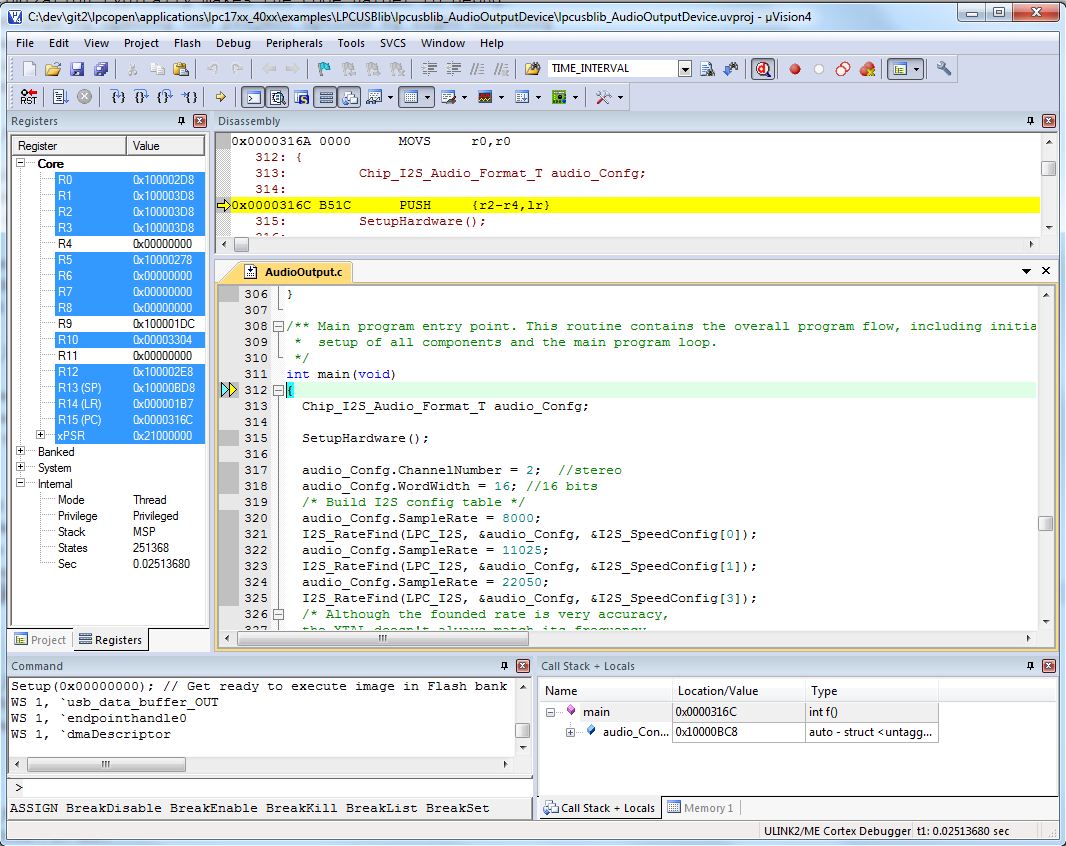 C:\dev\git2\lpcopen\applications\lpc17xx_40xx\examples\LPCUSBlib\lpcusblib_AudioOutputDevice\lpcusblib_AudioOutputDevice.uvproj - µVision4
File Edit View Project Flash Debug Peripherals Tools SVCS Window Help
TIME_INTERVAL
RST
Registers
Register Value
Core
R0 0x100002D8
R1 0x100003D8
R2 0x100003D8
R3 0x100003D8
R4 0x00000000
R5 0x10000278
R6 0x00000000
R7 0x00000000
R8 0x00000000
R9 0x100001DC
R10 0x00003304
R11 0x00000000
R12 0x100002E8
R13 (SP) 0x10000BD8
R14 (LR) 0x000001B7
R15 (PC) 0x0000316C
xPSR 0x21000000
Banked
System
Internal
Mode Thread
Privilege Privileged
Stack MSP
States 251368
Sec 0.02513680
Project Registers
Disassembly
0x0000316A 0000 MOVS r0,r0
312: {
313: Chip_I2S_Audio_Format_T audio_Confg;
314:
0x0000316C B51C PUSH {r2-r4,lr}
315: SetupHardware();
AudioOutput.c
306 }
307
308 /** Main program entry point. This routine contains the overall program flow, including initia
309 * setup of all components and the main program loop.
310 */
311 int main(void)
312 {
313 Chip_I2S_Audio_Format_T audio_Confg;
314
315 SetupHardware();
316
317 audio_Confg.ChannelNumber = 2; //stereo
318 audio_Confg.WordWidth = 16; //16 bits
319 /* Build I2S config table */
320 audio_Confg.SampleRate = 8000;
321 I2S_RateFind(LPC_I2S, &audio_Confg, &I2S_SpeedConfig[0]);
322 audio_Confg.SampleRate = 11025;
323 I2S_RateFind(LPC_I2S, &audio_Confg, &I2S_SpeedConfig[1]);
324 audio_Confg.SampleRate = 22050;
325 I2S_RateFind(LPC_I2S, &audio_Confg, &I2S_SpeedConfig[3]);
326 /* Although the founded rate is very accuracy,
327 the XTAL doesn't always match its frequency
Command
Setup(0x00000000); // Get ready to execute image in Flash bank
WS 1, `usb_data_buffer_OUT
WS 1, `endpointhandle0
WS 1, `dmaDescriptor
>
ASSIGN BreakDisable BreakEnable BreakKill BreakList BreakSet
Call Stack + Locals
Name Location/Value Type
main 0x0000316C int f()
audio_Con... 0x10000BC8 auto - struct <untagg...
Call Stack + Locals Memory 1
ULINK2/ME Cortex Debugger t1: 0.02513680 sec